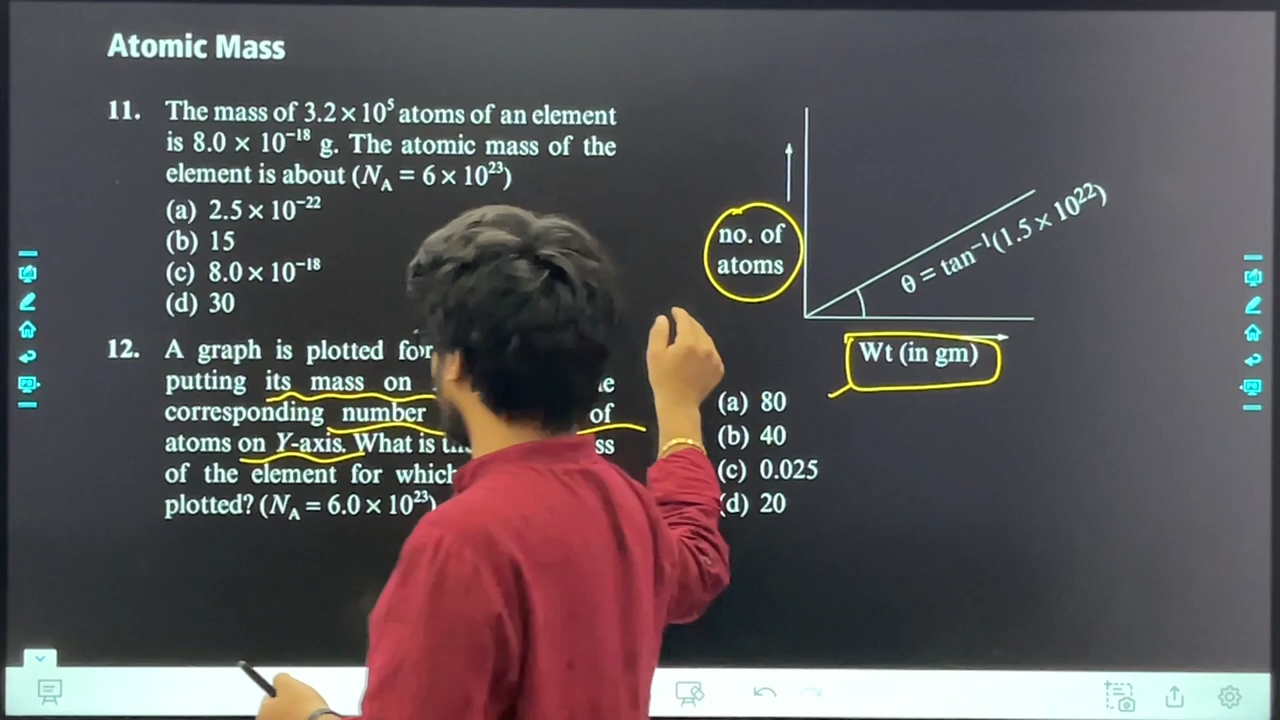 Atomic Mass
11. The mass of 3.2 × 10⁵ atoms of an element
is 8.0 × 10⁻¹⁸ g. The atomic mass of the
element is about (N_A = 6 × 10²³)
(a) 2.5 × 10⁻²²
(b) 15
(c) 8.0 × 10⁻¹⁸
(d) 30
12. A graph is plotted for
putting its mass on
corresponding number of
atoms on Y-axis. What is
of the element for which
plotted? (N_A = 6.0 × 10²³)
no. of
atoms
θ = tan⁻¹(1.5 × 10²²)
Wt (in gm)
(a) 80
(b) 40
(c) 0.025
(d) 20